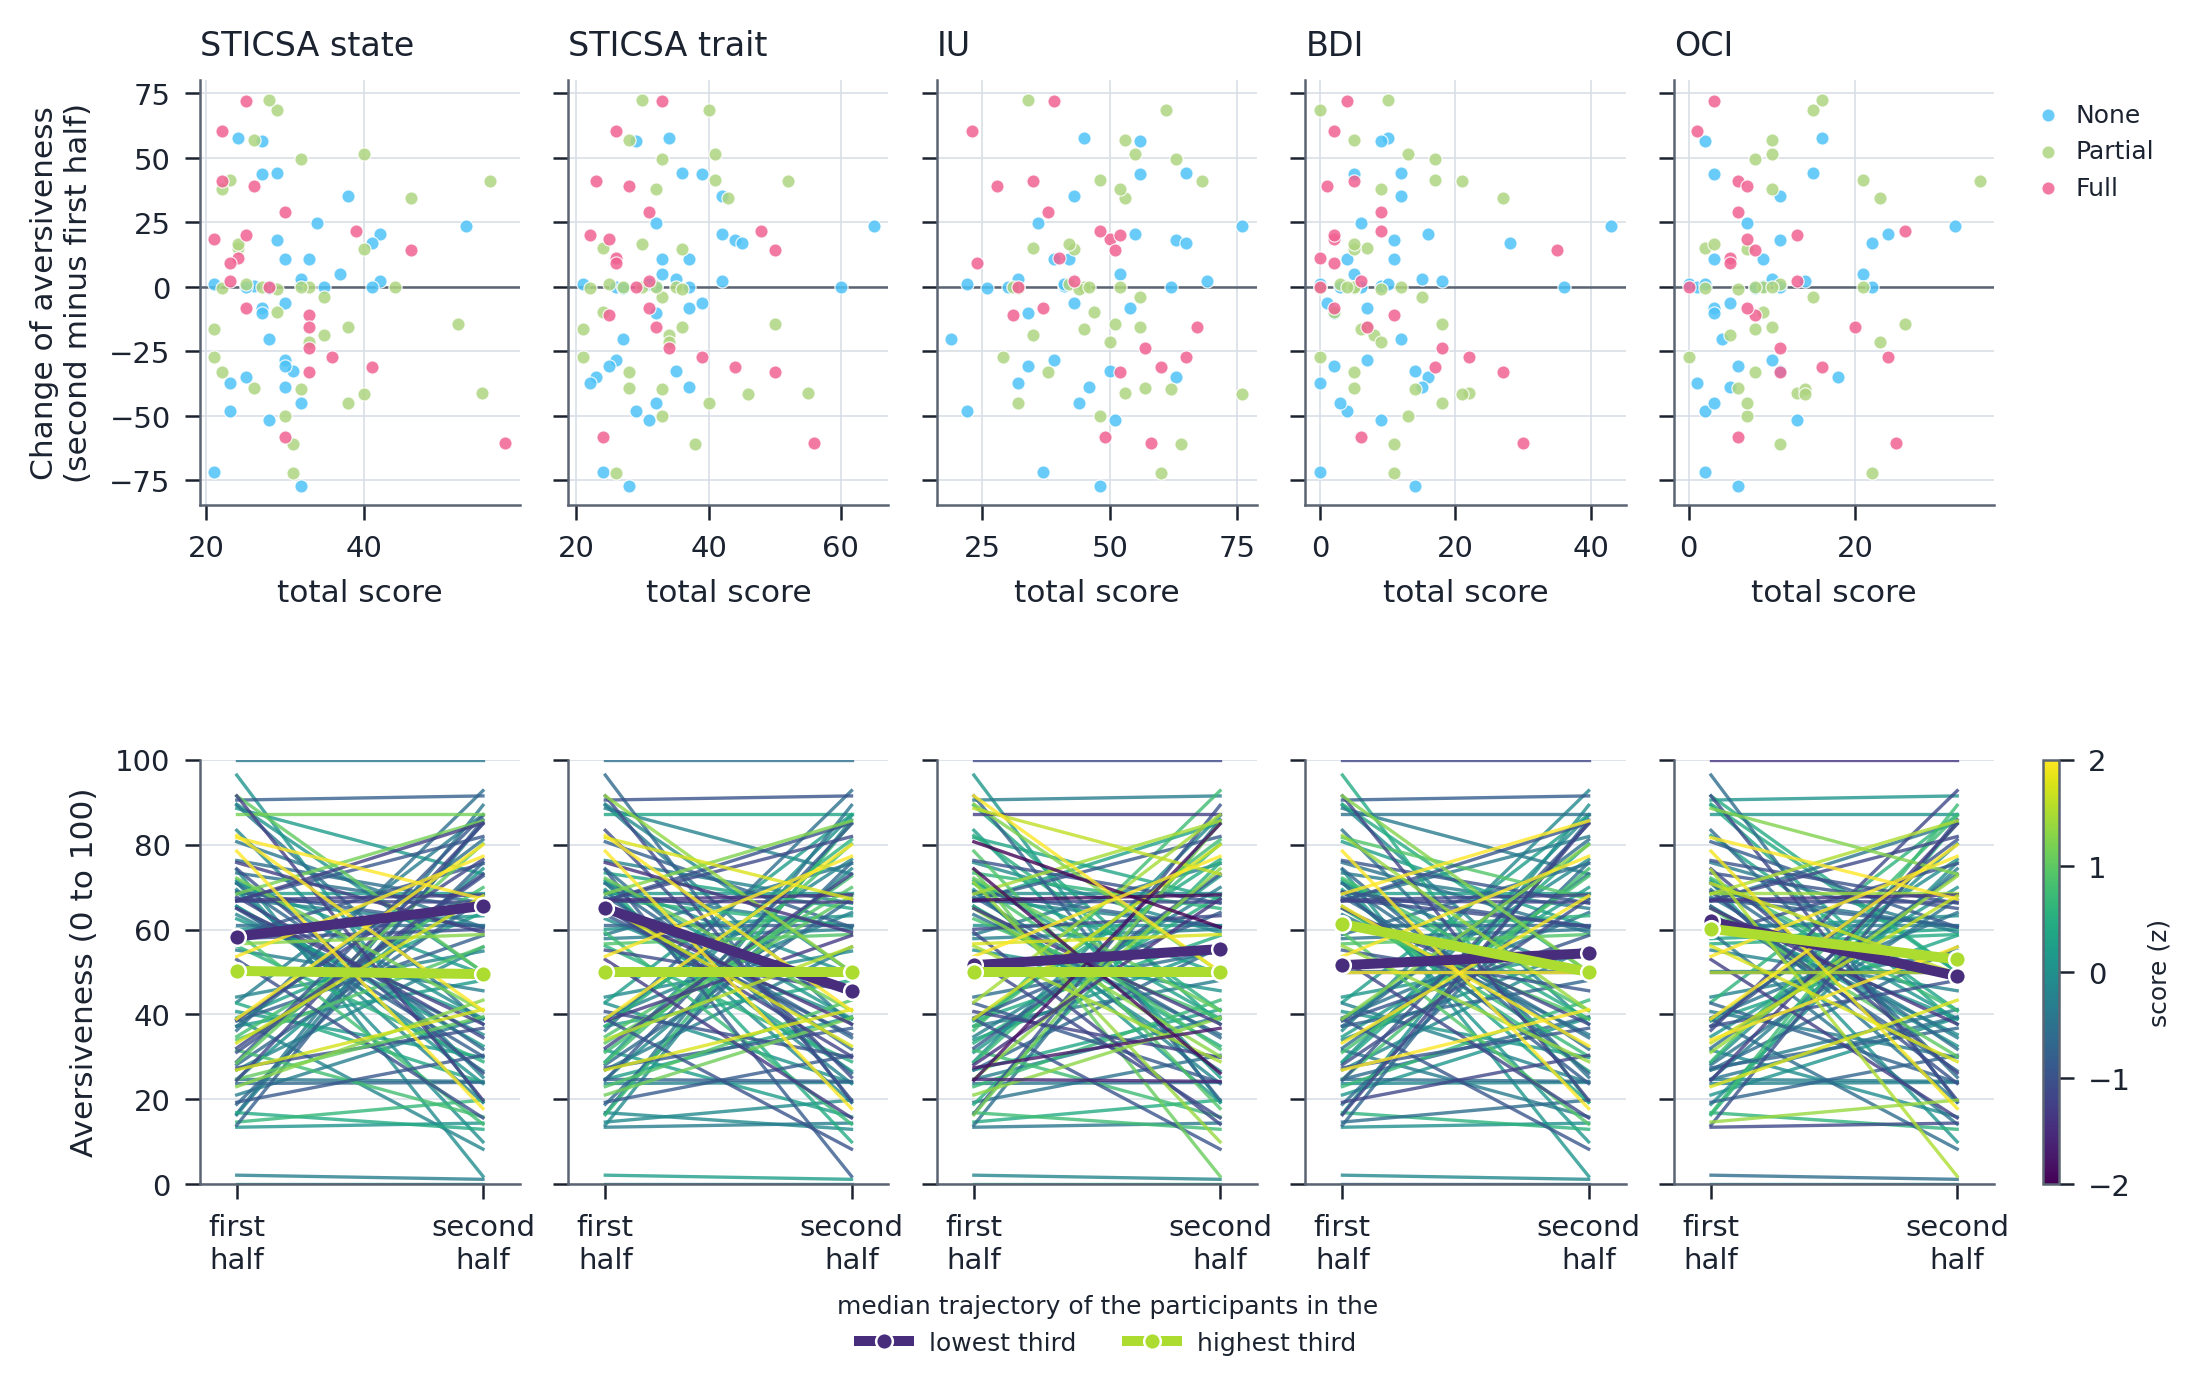 STICSA state STICSA trait IU BDI OCI
Change of aversiveness
(second minus first half)
75
50
25
0
−25
−50
−75
20 40 20 40 60 25 50 75 0 20 40 0 20
total score total score total score total score total score
None
Partial
Full
Aversiveness (0 to 100)
100
80
60
40
20
0
first second first second first second first second first second
half half half half half half half half half half
2
1
0
−1
−2
score (z)
median trajectory of the participants in the
lowest third highest third